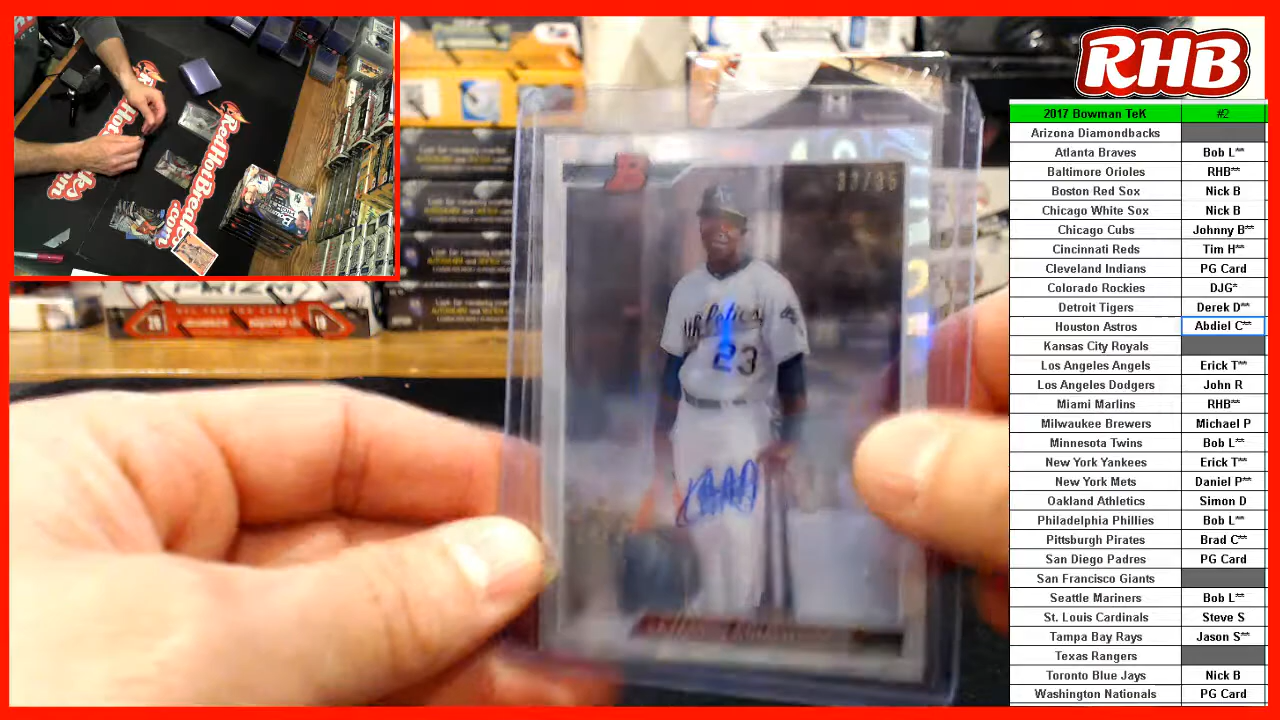 RHB
2017 Bowman TeK #2
Arizona Diamondbacks
Atlanta Braves Bob L**
Baltimore Orioles RHB**
Boston Red Sox Nick B
Chicago White Sox Nick B
Chicago Cubs Johnny B**
Cincinnati Reds Tim H**
Cleveland Indians PG Card
Colorado Rockies DJG*
Detroit Tigers Derek D**
Houston Astros Abdiel C**
Kansas City Royals
Los Angeles Angels Erick T**
Los Angeles Dodgers John R
Miami Marlins RHB**
Milwaukee Brewers Michael P
Minnesota Twins Bob L**
New York Yankees Erick T**
New York Mets Daniel P**
Oakland Athletics Simon D
Philadelphia Phillies Bob L**
Pittsburgh Pirates Brad C**
San Diego Padres PG Card
San Francisco Giants
Seattle Mariners Bob L**
St. Louis Cardinals Steve S
Tampa Bay Rays Jason S**
Texas Rangers
Toronto Blue Jays Nick B
Washington Nationals PG Card
B
23
RedHotBreaks
.com
PRIZM